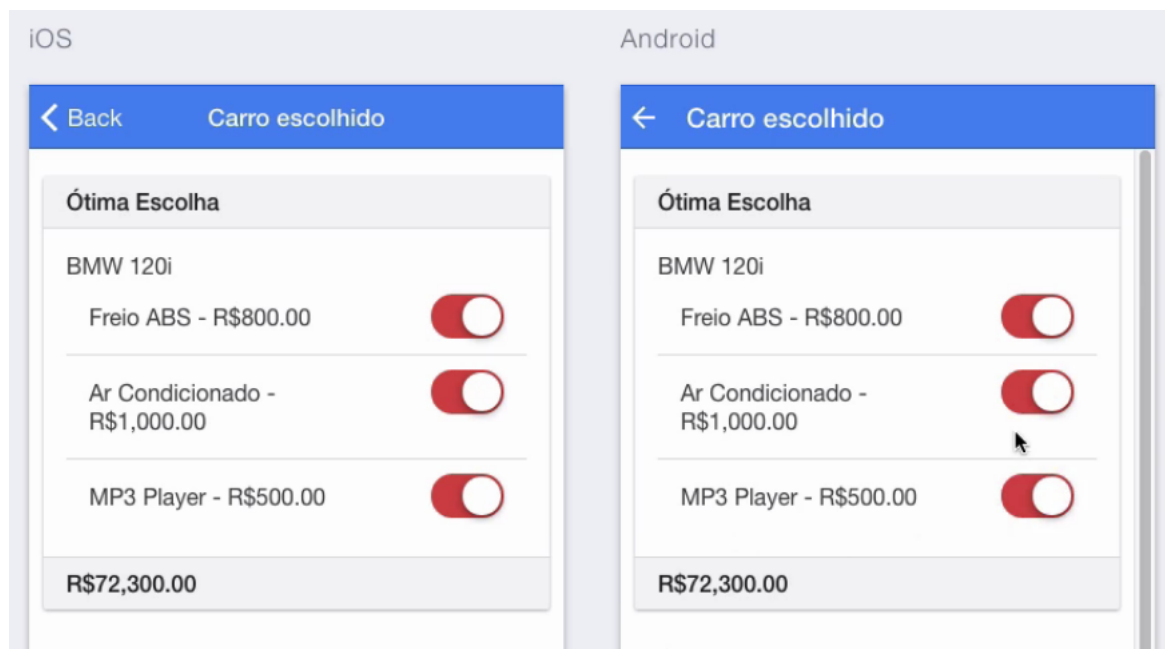 iOS
Back
Carro escolhido
Ótima Escolha
BMW 120i
Freio ABS - R$800.00
Ar Condicionado -
R$1,000.00
MP3 Player - R$500.00
R$72,300.00
Android
Carro escolhido
Ótima Escolha
BMW 120i
Freio ABS - R$800.00
Ar Condicionado -
R$1,000.00
MP3 Player - R$500.00
R$72,300.00